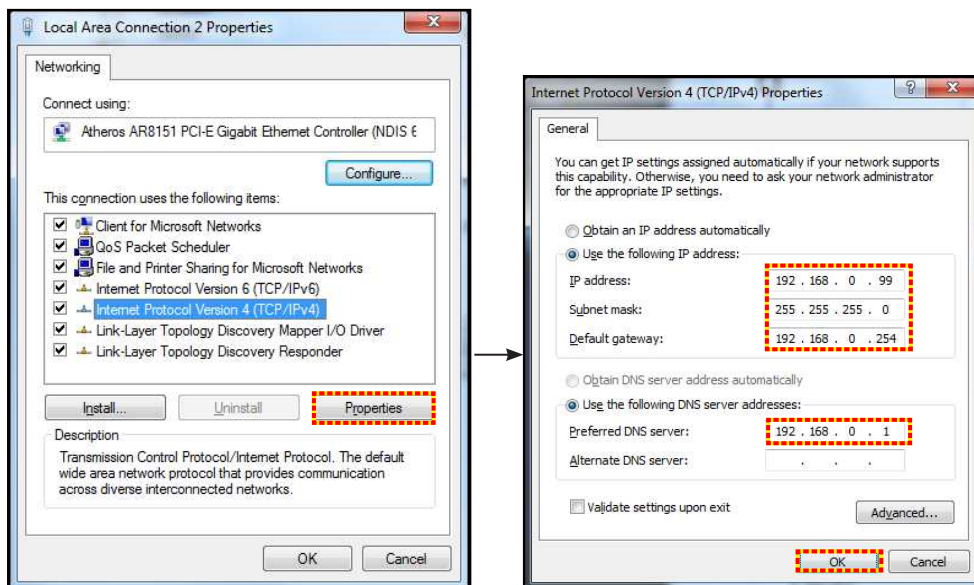 Local Area Connection 2 Properties
Networking
Connect using:
Atheros AR8151 PCI-E Gigabit Ethernet Controller (NDIS 6
Configure...
This connection uses the following items:
Client for Microsoft Networks
QoS Packet Scheduler
File and Printer Sharing for Microsoft Networks
Internet Protocol Version 6 (TCP/IPv6)
Internet Protocol Version 4 (TCP/IPv4)
Link-Layer Topology Discovery Mapper I/O Driver
Link-Layer Topology Discovery Responder
Install...
Uninstall
Properties
Description
Transmission Control Protocol/Internet Protocol. The default
wide area network protocol that provides communication
across diverse interconnected networks.
OK
Cancel
Internet Protocol Version 4 (TCP/IPv4) Properties
General
You can get IP settings assigned automatically if your network supports
this capability. Otherwise, you need to ask your network administrator
for the appropriate IP settings.
Obtain an IP address automatically
Use the following IP address:
IP address: 192 . 168 . 0 . 99
Subnet mask: 255 . 255 . 255 . 0
Default gateway: 192 . 168 . 0 . 254
Obtain DNS server address automatically
Use the following DNS server addresses:
Preferred DNS server: 192 . 168 . 0 . 1
Alternate DNS server: . . .
Validate settings upon exit
Advanced...
OK
Cancel